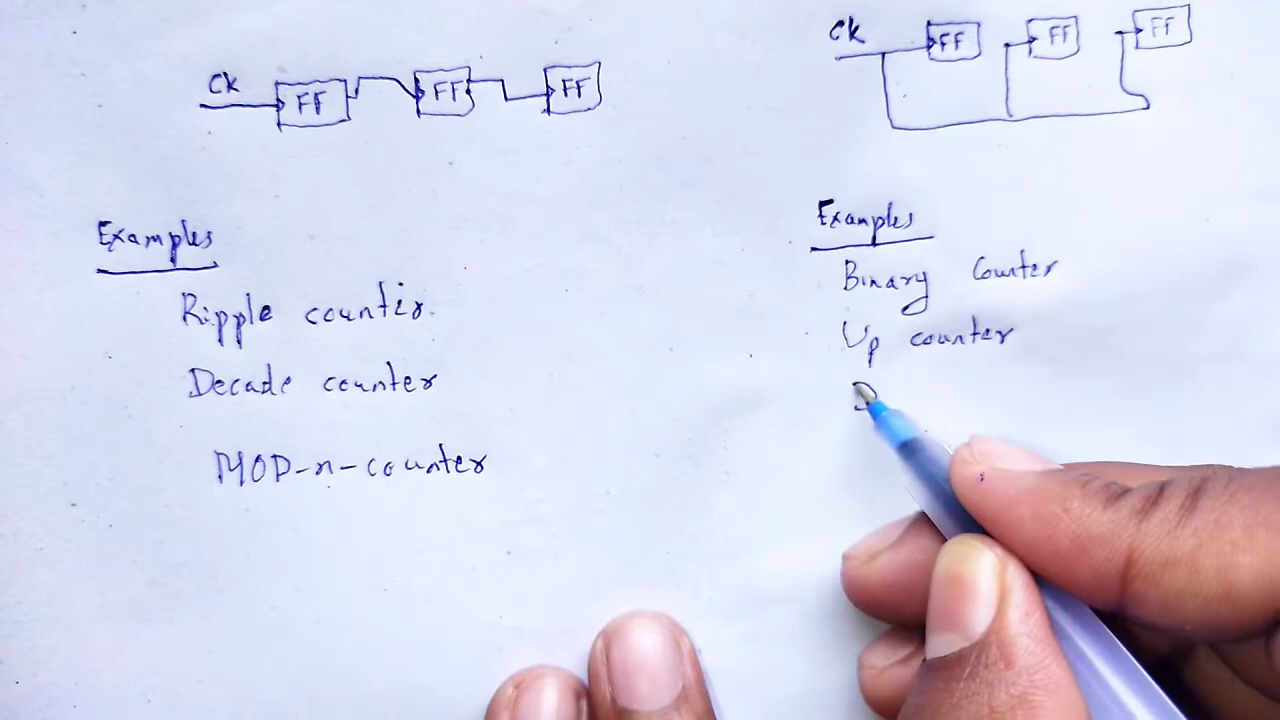 Ck
FF FF FF
Examples
Ripple counter
Decade counter
MOD-n-counter
Ck
FF FF FF
Examples
Binary Counter
Up counter
D